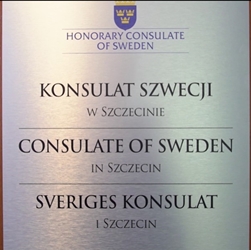 HONORARY CONSULATE
OF SWEDEN
KONSULAT SZWECJI
W SZCZECINIE
CONSULATE OF SWEDEN
IN SZCZECIN
SVERIGES KONSULAT
I SZCZECIN